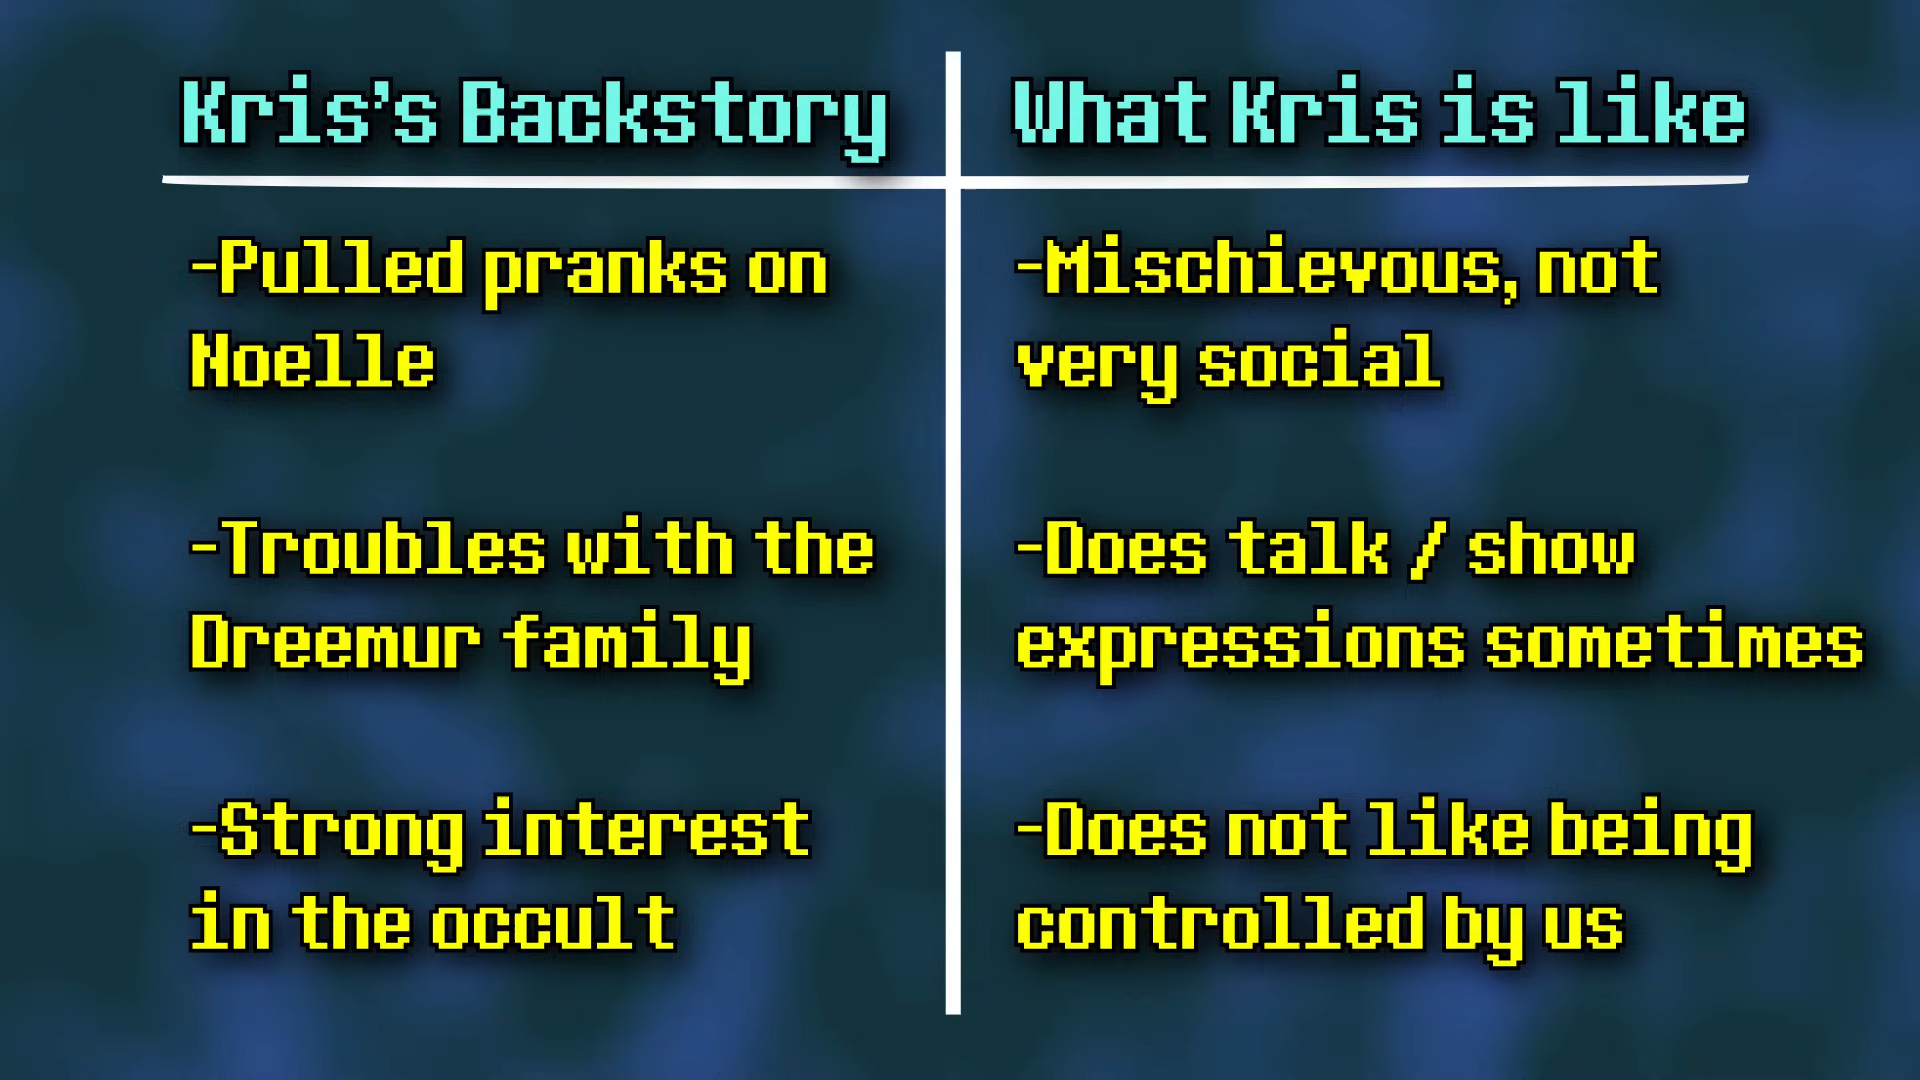 Kris's Backstory
-Pulled pranks on
Noelle
-Troubles with the
Dreemur family
-Strong interest
in the occult
What Kris is like
-Mischievous, not
very social
-Does talk / show
expressions sometimes
-Does not like being
controlled by us